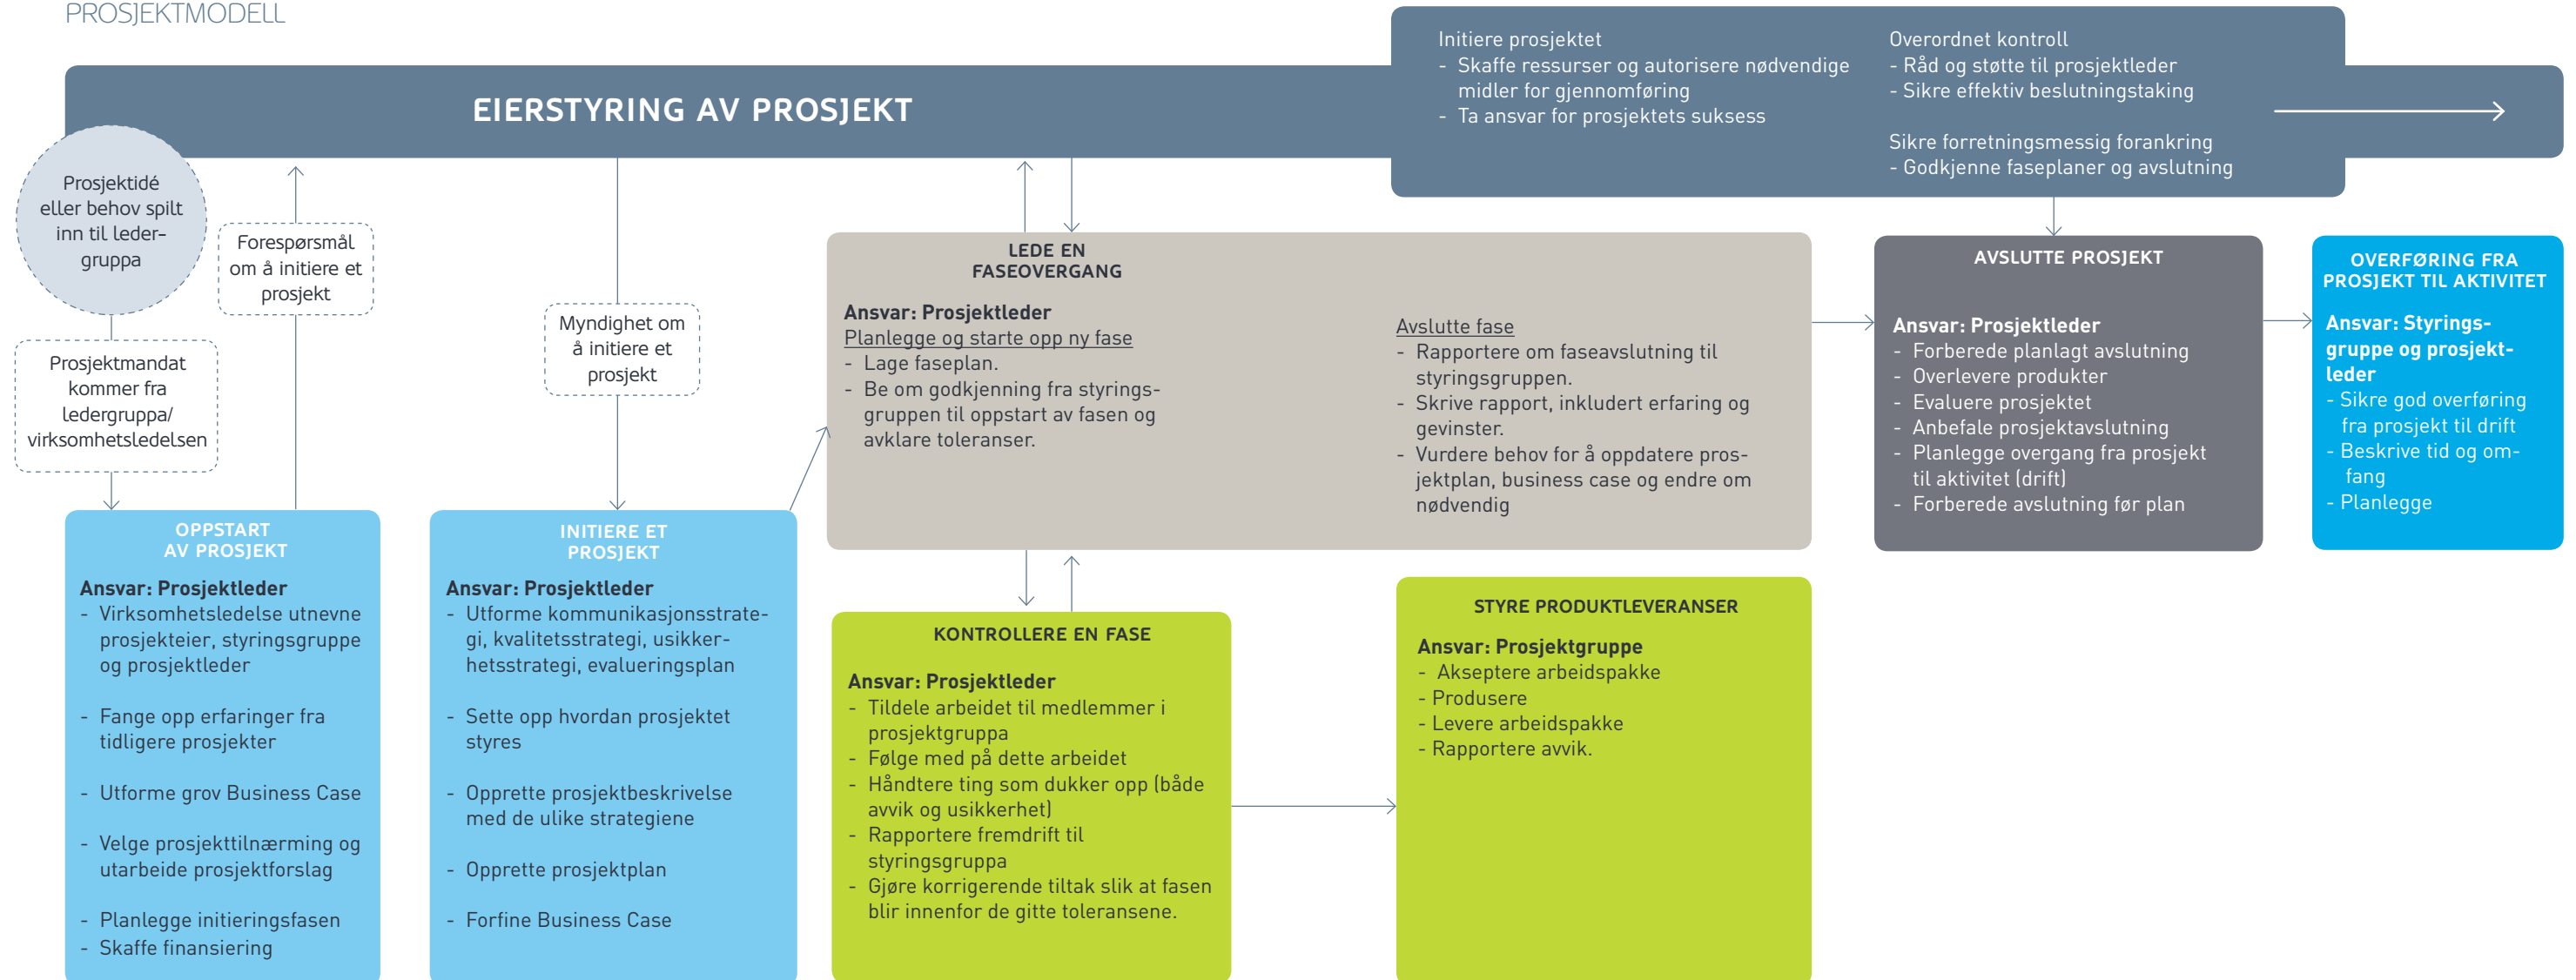 PROSJEKTMODELL
EIERSTYRING AV PROSJEKT
Initiere prosjektet
- Skaffe ressurser og autorisere nødvendige
midler for gjennomføring
- Ta ansvar for prosjektets suksess
Overordnet kontroll
- Råd og støtte til prosjektleder
- Sikre effektiv beslutningstaking
Sikre forretningsmessig forankring
- Godkjenne faseplaner og avslutning
Prosjektidé
eller behov spilt
inn til leder-
gruppa
Prosjektmandat
kommer fra
ledergruppa/
virksomhetsledelsen
Forespørsmål
om å initiere et
prosjekt
Myndighet om
å initiere et
prosjekt
OPPSTART
AV PROSJEKT
Ansvar: Prosjektleder
- Virksomhetsledelse utnevne
prosjekteier, styringsgruppe
og prosjektleder
- Fange opp erfaringer fra
tidligere prosjekter
- Utforme grov Business Case
- Velge prosjekttilnærming og
utarbeide prosjektforslag
- Planlegge initieringsfasen
- Skaffe finansiering
INITIERE ET
PROSJEKT
Ansvar: Prosjektleder
- Utforme kommunikasjonsstrate-
gi, kvalitetsstrategi, usikker-
hetsstrategi, evalueringsplan
- Sette opp hvordan prosjektet
styres
- Opprette prosjektbeskrivelse
med de ulike strategiene
- Opprette prosjektplan
- Forfine Business Case
LEDE EN
FASEOVERGANG
Ansvar: Prosjektleder
Planlegge og starte opp ny fase
- Lage faseplan.
- Be om godkjenning fra styrings-
gruppen til oppstart av fasen og
avklare toleranser.
Avslutte fase
- Rapportere om faseavslutning til
styringsgruppen.
- Skrive rapport, inkludert erfaring og
gevinster.
- Vurdere behov for å oppdatere pros-
jektplan, business case og endre om
nødvendig
KONTROLLERE EN FASE
Ansvar: Prosjektleder
- Tildele arbeidet til medlemmer i
prosjektgruppa
- Følge med på dette arbeidet
- Håndtere ting som dukker opp (både
avvik og usikkerhet)
- Rapportere fremdrift til
styringsgruppa
- Gjøre korrigerende tiltak slik at fasen
blir innenfor de gitte toleransene.
STYRE PRODUKTLEVERANSER
Ansvar: Prosjektgruppe
- Akseptere arbeidspakke
- Produsere
- Levere arbeidspakke
- Rapportere avvik.
AVSLUTTE PROSJEKT
Ansvar: Prosjektleder
- Forberede planlagt avslutning
- Overlevere produkter
- Evaluere prosjektet
- Anbefale prosjektavslutning
- Planlegge overgang fra prosjekt
til aktivitet (drift)
- Forberede avslutning før plan
OVERFØRING FRA
PROSJEKT TIL AKTIVITET
Ansvar: Styrings-
gruppe og prosjekt-
leder
- Sikre god overføring
fra prosjekt til drift
- Beskrive tid og om-
fang
- Planlegge